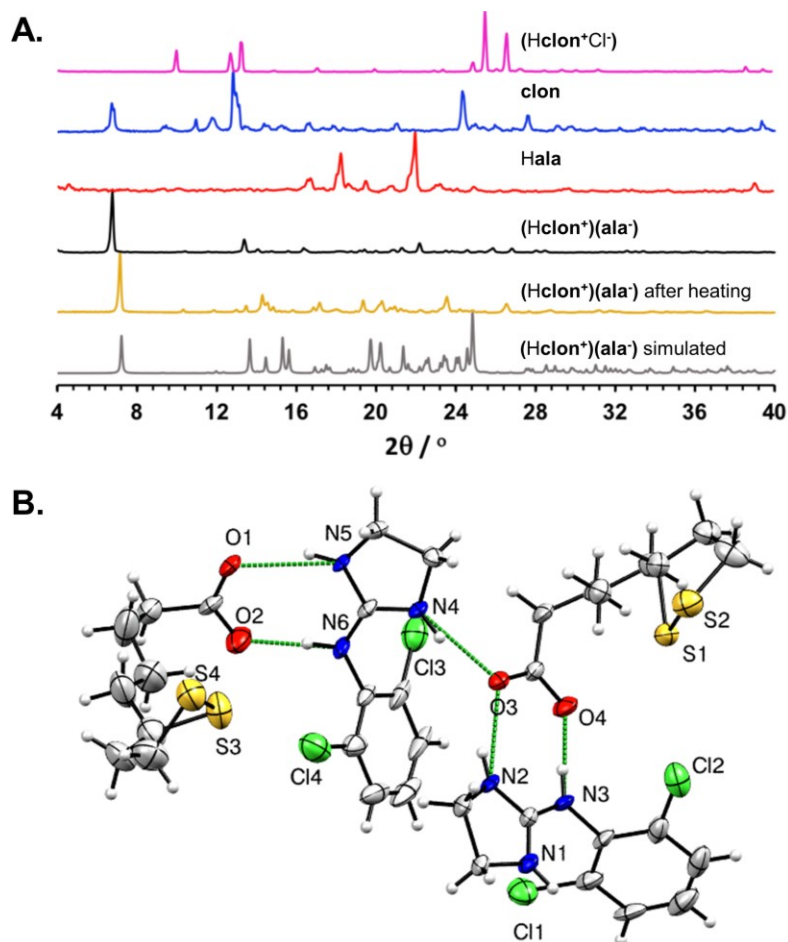 A.
(Hclon⁺Cl⁻)
clon
Hala
(Hclon⁺)(ala⁻)
(Hclon⁺)(ala⁻) after heating
(Hclon⁺)(ala⁻) simulated
4 8 12 16 20 24 28 32 36 40
2θ / °
B.
O1 N5
O2 N6 N4
S4 S3
Cl3
Cl4
S2
S1
O3 O4
N2 N3 Cl2
N1
Cl1